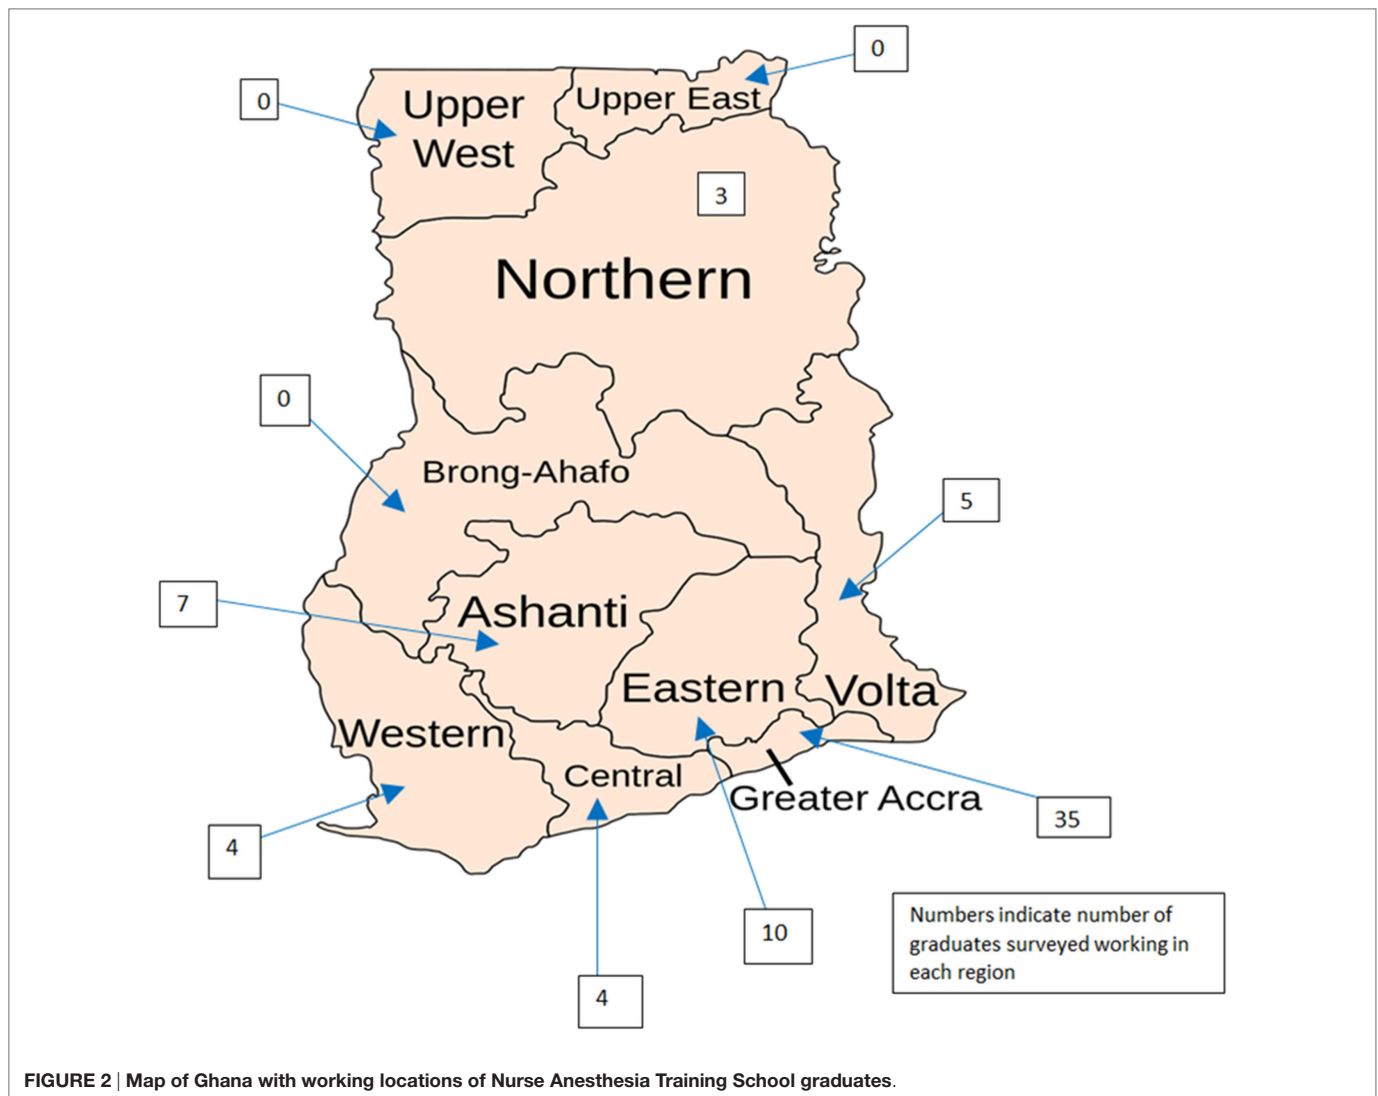 0
0
Upper East
Upper
West
3
Northern
0
Brong-Ahafo
5
7
Ashanti
Eastern
Volta
Western
Central
Greater Accra
35
4
10
4
Numbers indicate number of
graduates surveyed working in
each region
FIGURE 2 | Map of Ghana with working locations of Nurse Anesthesia Training School graduates.